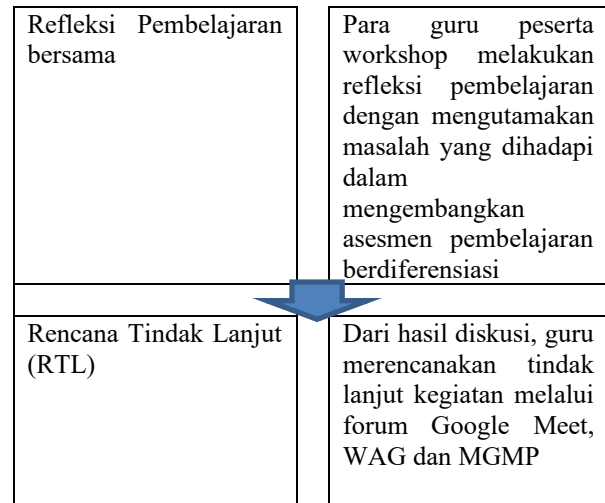 Refleksi Pembelajaran
bersama
Para guru peserta
workshop melakukan
refleksi pembelajaran
dengan mengutamakan
masalah yang dihadapi
dalam
mengembangkan
asesmen pembelajaran
berdiferensiasi
Rencana Tindak Lanjut
(RTL)
Dari hasil diskusi, guru
merencanakan tindak
lanjut kegiatan melalui
forum Google Meet,
WAG dan MGMP